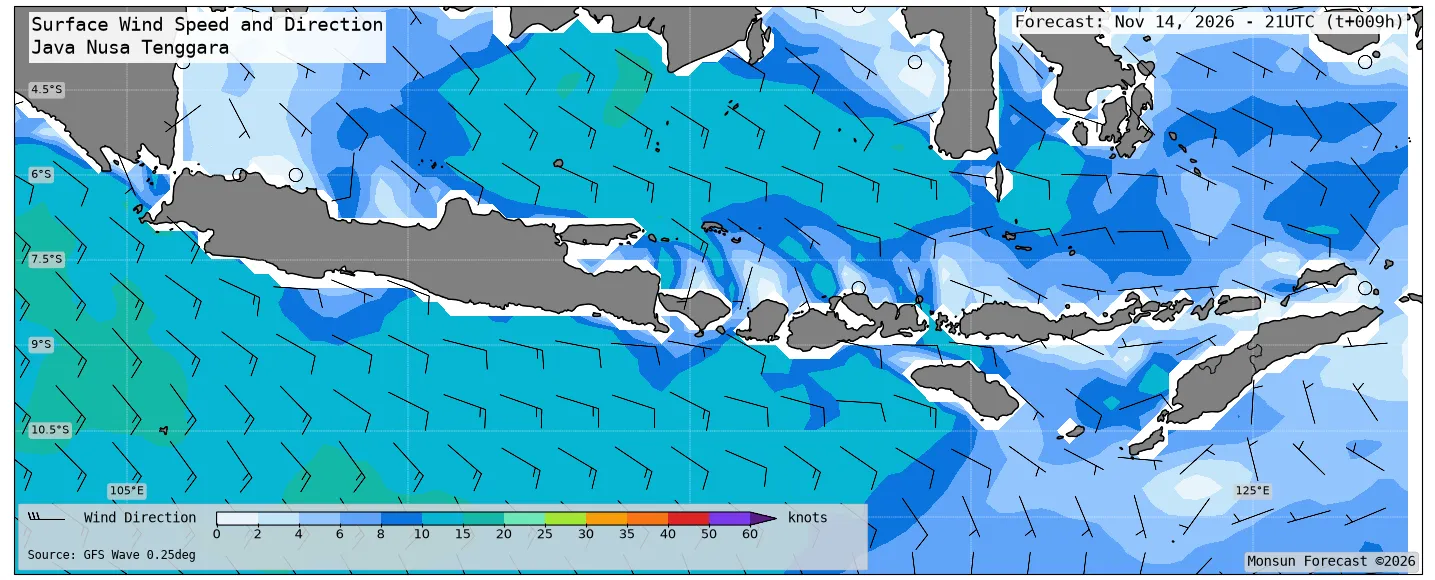 Surface Wind Speed and Direction
Java Nusa Tenggara
Forecast: Nov 14, 2026 - 21UTC (t+009h)
4.5°S
6°S
7.5°S
9°S
10.5°S
105°E
125°E
Wind Direction
knots
0 2 4 6 8 10 15 20 25 30 35 40 50 60
Source: GFS Wave 0.25deg
Monsun Forecast ©2026